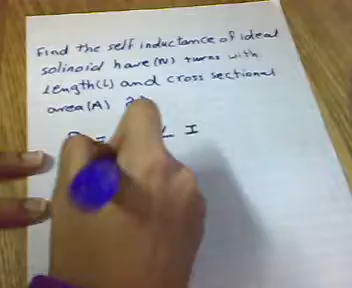 Find the self inductance of ideal
solinoid have (N) turns with
Length(L) and cross sectional
area(A)
= L I